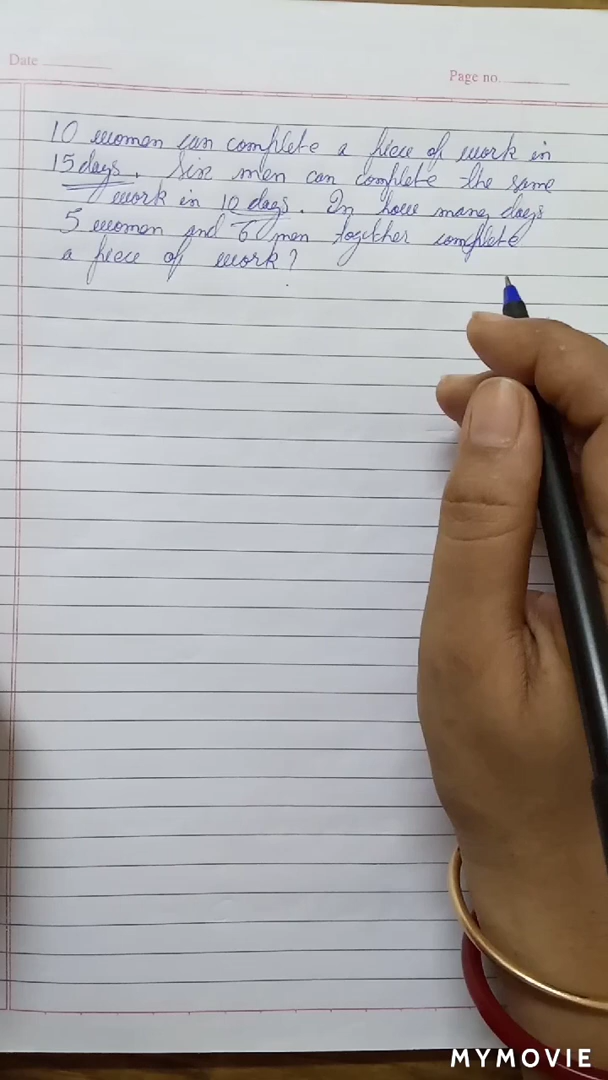 Date
Page no.
10 women can complete a piece of work in
15 days. Six men can complete the same
work in 10 days. In how many days
5 women and 6 men together complete
a piece of work?
MYMOVIE